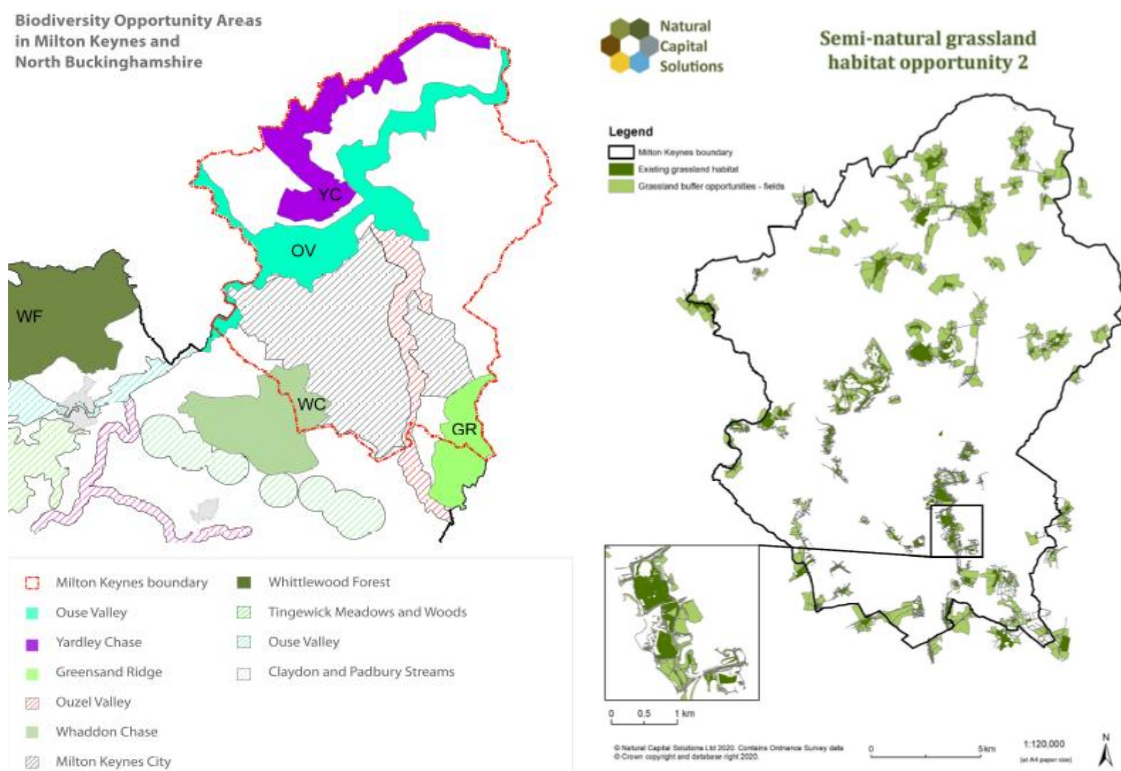 Biodiversity Opportunity Areas
in Milton Keynes and
North Buckinghamshire
YC
OV
WF
WC
GR
Milton Keynes boundary
Ouse Valley
Yardley Chase
Greensand Ridge
Ouzel Valley
Whaddon Chase
Milton Keynes City
Whittlewood Forest
Tingewick Meadows and Woods
Ouse Valley
Claydon and Padbury Streams
Natural
Capital
Solutions
Semi-natural grassland
habitat opportunity 2
Legend
Milton Keynes boundary
Existing grassland habitat
Grassland buffer opportunities - fields
0 0.5 1 km
© Natural Capital Solutions Ltd 2020. Contains Ordnance Survey data
© Crown copyright and database right 2020.
0 5km
1:120,000
(at A4 paper size)
N